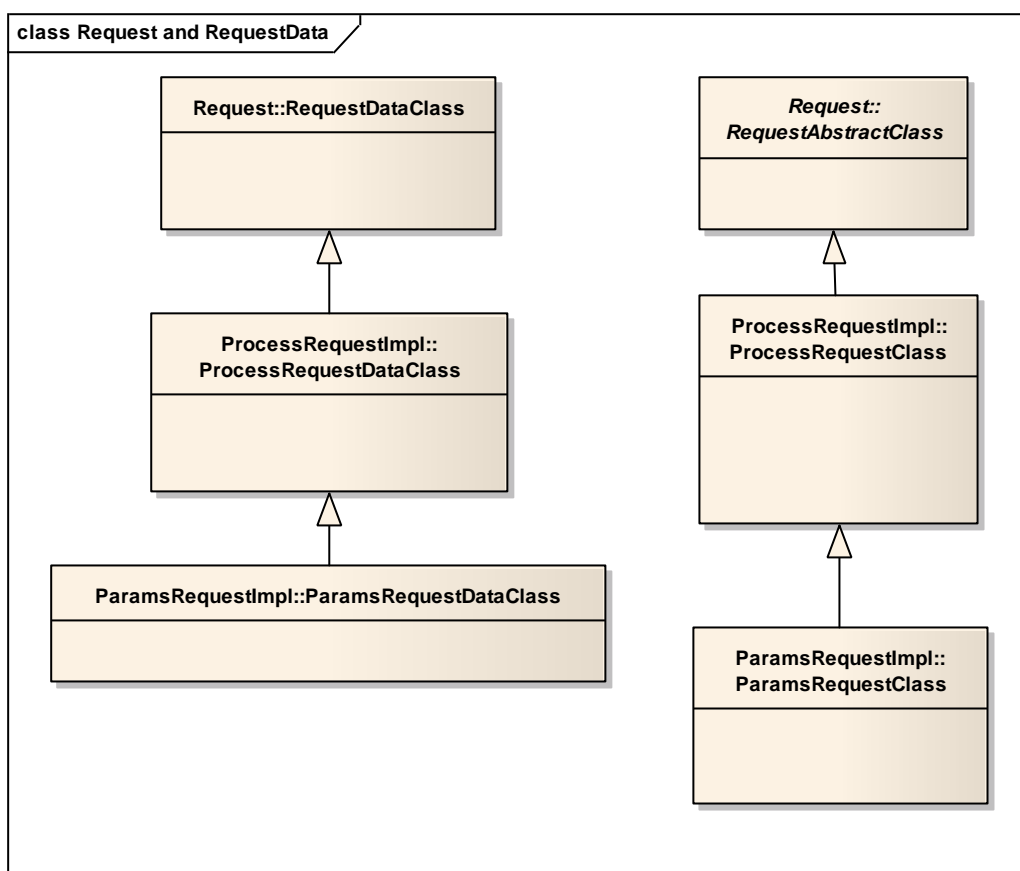 class Request and RequestData
Request::RequestDataClass
Request::
RequestAbstractClass
ProcessRequestImpl::
ProcessRequestDataClass
ProcessRequestImpl::
ProcessRequestClass
ParamsRequestImpl::ParamsRequestDataClass
ParamsRequestImpl::
ParamsRequestClass